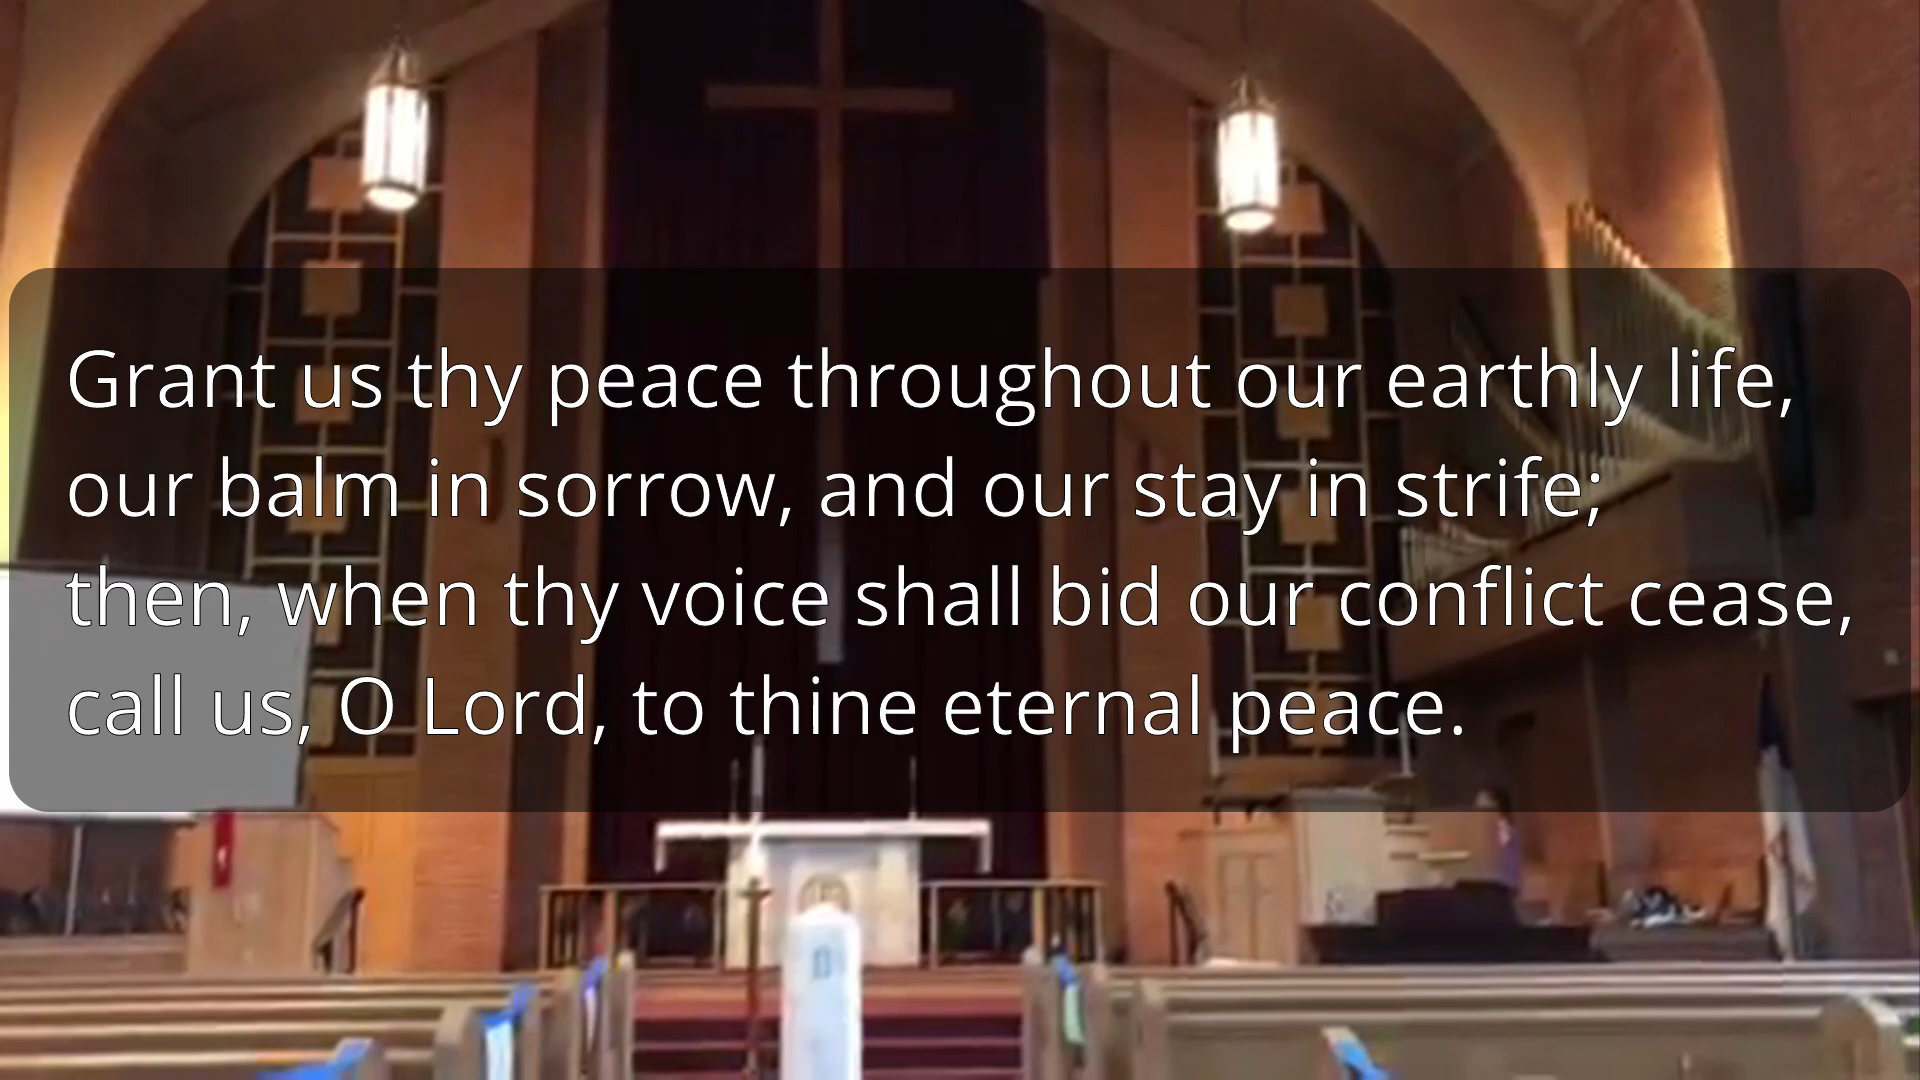 Grant us thy peace throughout our earthly life,
our balm in sorrow, and our stay in strife;
then, when thy voice shall bid our conflict cease,
call us, O Lord, to thine eternal peace.